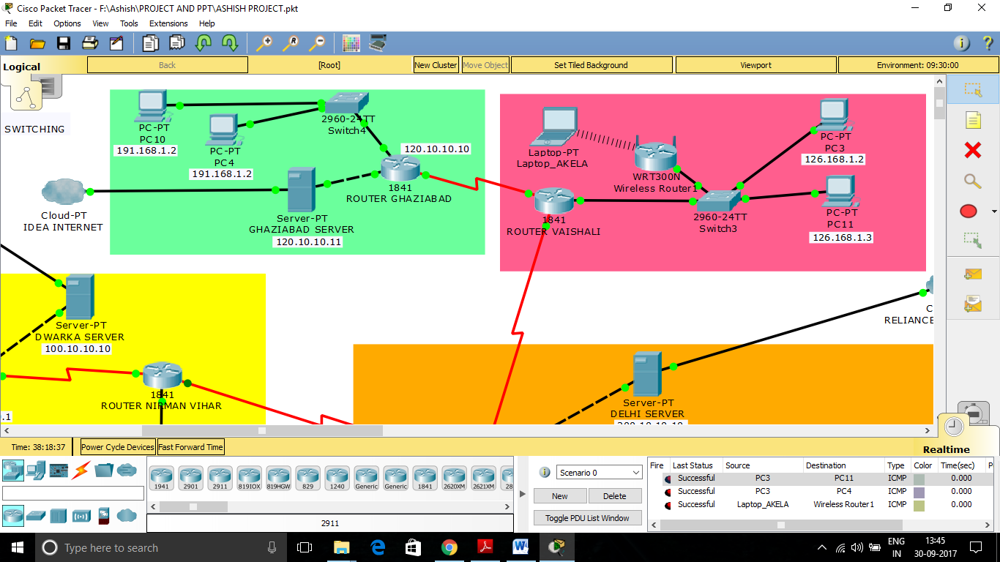 Cisco Packet Tracer - F:\Ashish\PROJECT AND PPT\ASHISH PROJECT.pkt
File Edit Options View Tools Extensions Help
Logical
Back
[Root]
New Cluster
Move Object
Set Tiled Background
Viewport
Environment: 09:30:00
SWITCHING
PC-PT
PC10
191.168.1.2
PC-PT
PC4
191.168.1.2
2960-24TT
Switch4
120.10.10.10
1841
ROUTER GHAZIABAD
Cloud-PT
IDEA INTERNET
Server-PT
GHAZIABAD SERVER
120.10.10.11
Laptop-PT
Laptop_AKELA
WRT300N
Wireless Router1
PC-PT
PC3
126.168.1.2
1841
ROUTER VAISHALI
2960-24TT
Switch3
PC-PT
PC11
126.168.1.3
Server-PT
DWARKA SERVER
100.10.10.10
C
RELIANCE
1841
ROUTER NIRMAN VIHAR
Server-PT
DELHI SERVER
200.10.10.10
.1
Time: 38:18:37
Power Cycle Devices
Fast Forward Time
Realtime
1941 2901 2911 819IOX 819HGW 829 1240 Generic Generic 1841 2620XM 2621XM 28
2911
Scenario 0
New
Delete
Toggle PDU List Window
Fire Last Status Source Destination Type Color Time(sec) P
Successful PC3 PC11 ICMP 0.000
Successful PC3 PC4 ICMP 0.000
Successful Laptop_AKELA Wireless Router1 ICMP 0.000
Type here to search
ENG
IN
13:45
30-09-2017